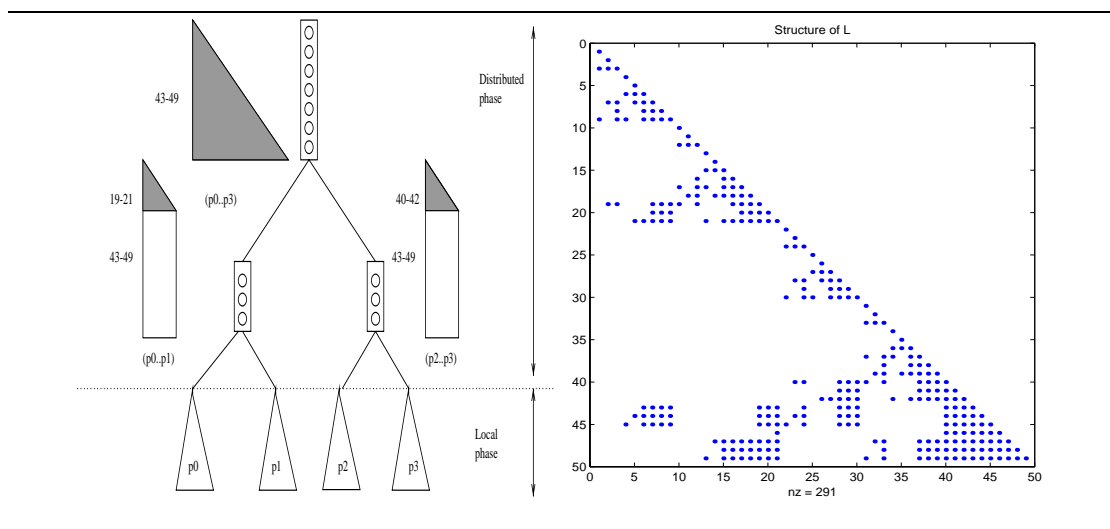 43-49
Distributed
phase
19-21
(p0..p3)
40-42
43-49
43-49
(p0..p1)
(p2..p3)
Local
phase
p0
p1
p2
p3
Structure of L
0
5
10
15
20
25
30
35
40
45
50
0
5
10
15
20
25
30
35
40
45
50
nz = 291